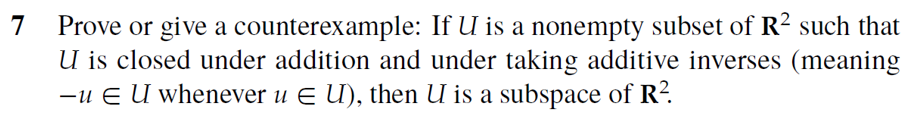 7 Prove or give a counterexample: If U is a nonempty subset of R² such that
U is closed under addition and under taking additive inverses (meaning
−u ∈ U whenever u ∈ U), then U is a subspace of R².